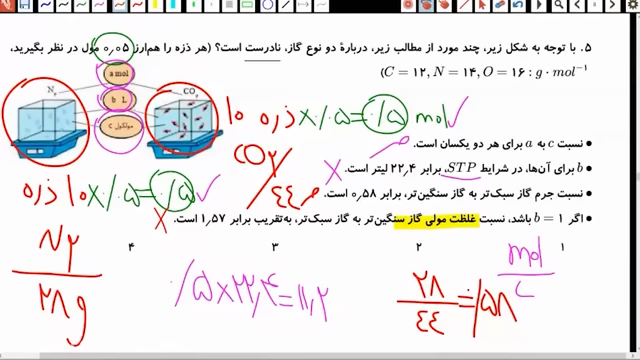 ۵. با توجه به شکل زیر، چند مورد از مطالب زیر، دربارهٔ دو نوع گاز، نادرست است؟ (هر ذره را هم‌ارز ۰٫۰۵ مول در نظر بگیرید،
C = ۱۲, N = ۱۴, O = ۱۶ : g · mol⁻¹)
N₂
a mol
CO₂
b L
c مولکول
۱۰ ذره x/۰۵ = /۵ mol
• نسبت c به a برای هر دو یکسان است.
CO۲
• b برای آن‌ها، در شرایط STP، برابر ۲۲٫۴ لیتر است.
X
/۴۴
۱۰ ذره x/۰۵ = /۵
• نسبت جرم گاز سبک‌تر به گاز سنگین‌تر، برابر ۰٫۵۸ است.
• اگر b = ۱ باشد، نسبت غلظت مولی گاز سنگین‌تر به گاز سبک‌تر، به‌تقریب برابر ۱٫۵۷ است.
X
۱
۲
۳
۴
N۲
۲۸g
/۵ x ۲۲,۴ = ۱۱,۲
۲۸
۴۴
= /۵۸
mol
L